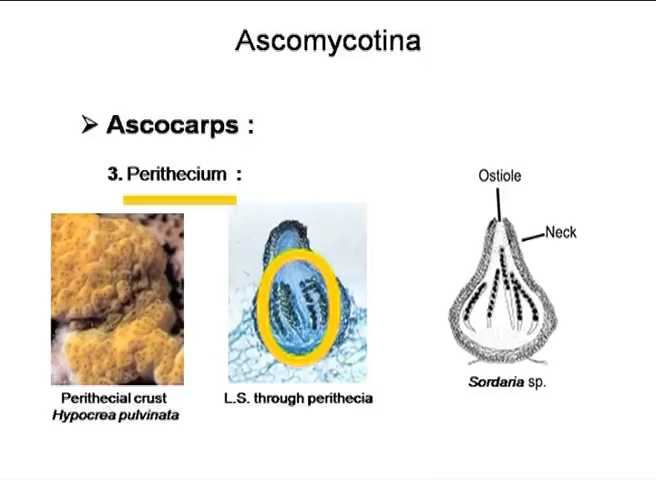 Ascomycotina
➢ Ascocarps :
3. Perithecium :
Ostiole
Neck
Sordaria sp.
Perithecial crust
Hypocrea pulvinata
L.S. through perithecia